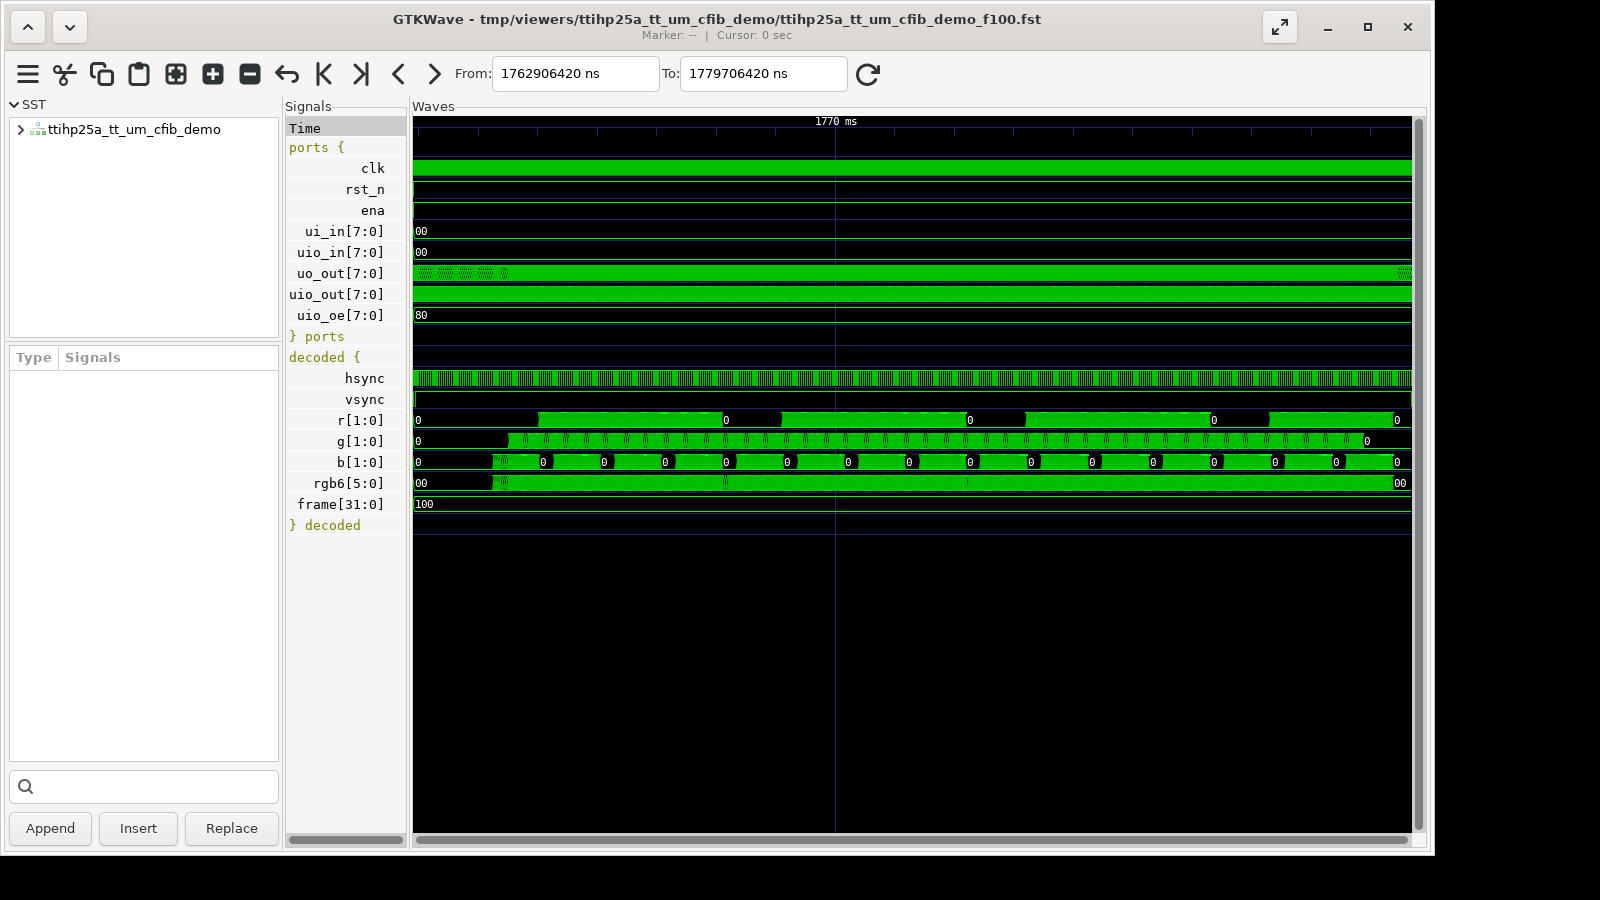 GTKWave - tmp/viewers/ttihp25a_tt_um_cfib_demo/ttihp25a_tt_um_cfib_demo_f100.fst
Marker: -- | Cursor: 0 sec
From: 1762906420 ns To: 1779706420 ns
SST
ttihp25a_tt_um_cfib_demo
Type Signals
Append Insert Replace
Signals
Time
ports {
clk
rst_n
ena
ui_in[7:0]
uio_in[7:0]
uo_out[7:0]
uio_out[7:0]
uio_oe[7:0]
} ports
decoded {
hsync
vsync
r[1:0]
g[1:0]
b[1:0]
rgb6[5:0]
frame[31:0]
} decoded
Waves
1770 ms
00
00
80
0 0 0 0 0
0 0
0 0 0 0 0 0 0 0 0 0 0 0 0 0 0 0
00 00
100